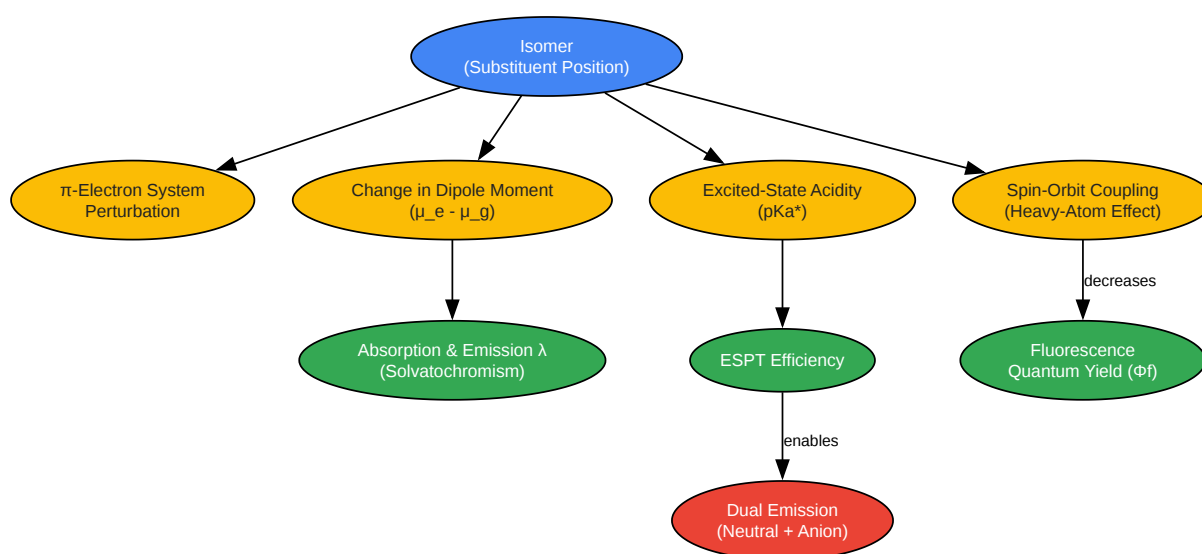 Isomer
(Substituent Position)
π-Electron System
Perturbation
Change in Dipole Moment
(μ_e - μ_g)
Excited-State Acidity
(pKa*)
Spin-Orbit Coupling
(Heavy-Atom Effect)
decreases
Absorption & Emission λ
(Solvatochromism)
ESPT Efficiency
Fluorescence
Quantum Yield (Φf)
enables
Dual Emission
(Neutral + Anion)